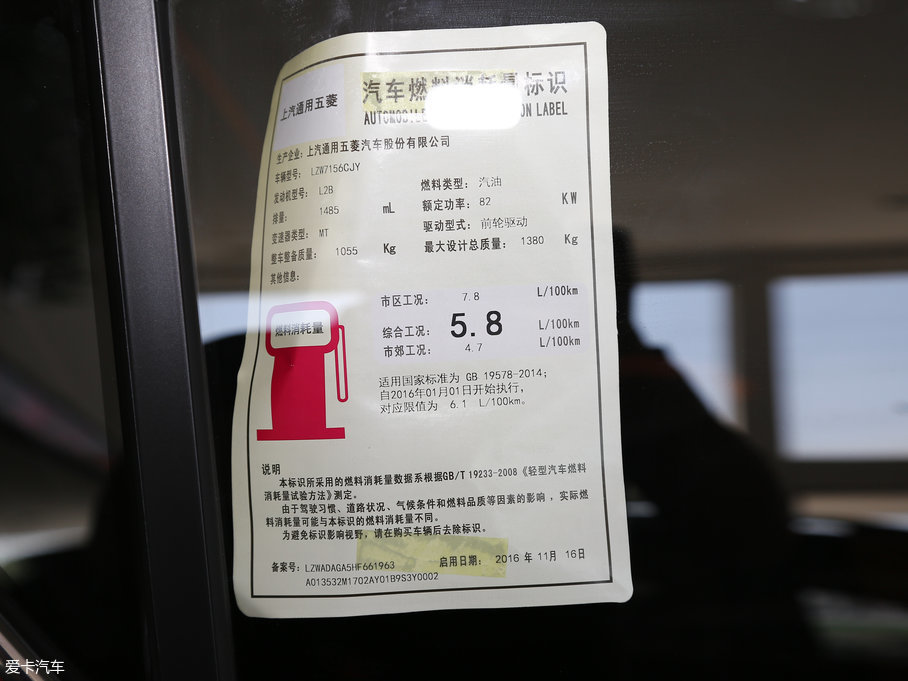 上汽通用五菱
汽车燃料消耗量标识
AUTOMOBILE ON LABEL
生产企业：上汽通用五菱汽车股份有限公司
车辆型号：LZW7156CJY
发动机型号：L2B 燃料类型：汽油
排量：1485 mL 额定功率：82 KW
变速器类型：MT 驱动型式：前轮驱动
整车整备质量：1055 Kg 最大设计总质量：1380 Kg
其他信息：
燃料消耗量
市区工况：7.8 L/100km
综合工况：5.8 L/100km
市郊工况：4.7 L/100km
适用国家标准为 GB 19578-2014；
自2016年01月01日开始执行，
对应限值为 6.1 L/100km。
说明
本标识所采用的燃料消耗量数据系根据GB/T 19233-2008《轻型汽车燃料
消耗量试验方法》测定。
由于驾驶习惯、道路状况、气候条件和燃料品质等因素的影响，实际燃
料消耗量可能与本标识的燃料消耗量不同。
为避免标识影响视野，请在购买车辆后去除标识。
备案号：LZWADAGA5HF661963 启用日期：2016 年 11月 16日
A013532M1702AY01B9S3Y0002
爱卡汽车